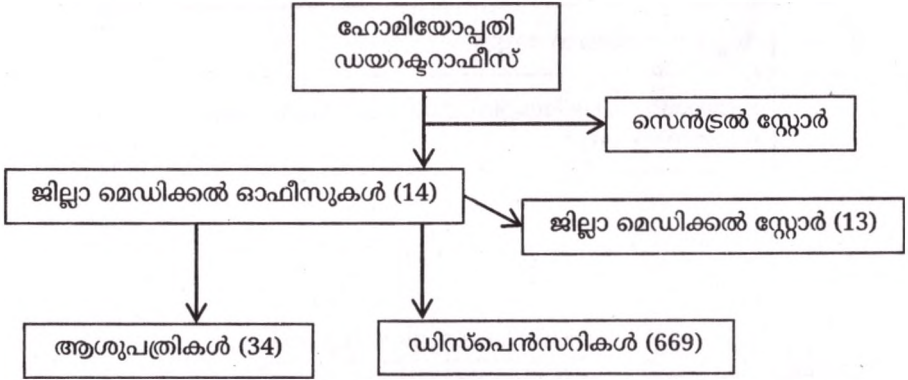 ഹോമിയോപ്പതി
ഡയറക്ടറാഫീസ്
സെൻട്രൽ സ്റ്റോർ
ജില്ലാ മെഡിക്കൽ ഓഫീസുകൾ (14)
ജില്ലാ മെഡിക്കൽ സ്റ്റോർ (13)
ആശുപത്രികൾ (34)
ഡിസ്പെൻസറികൾ (669)